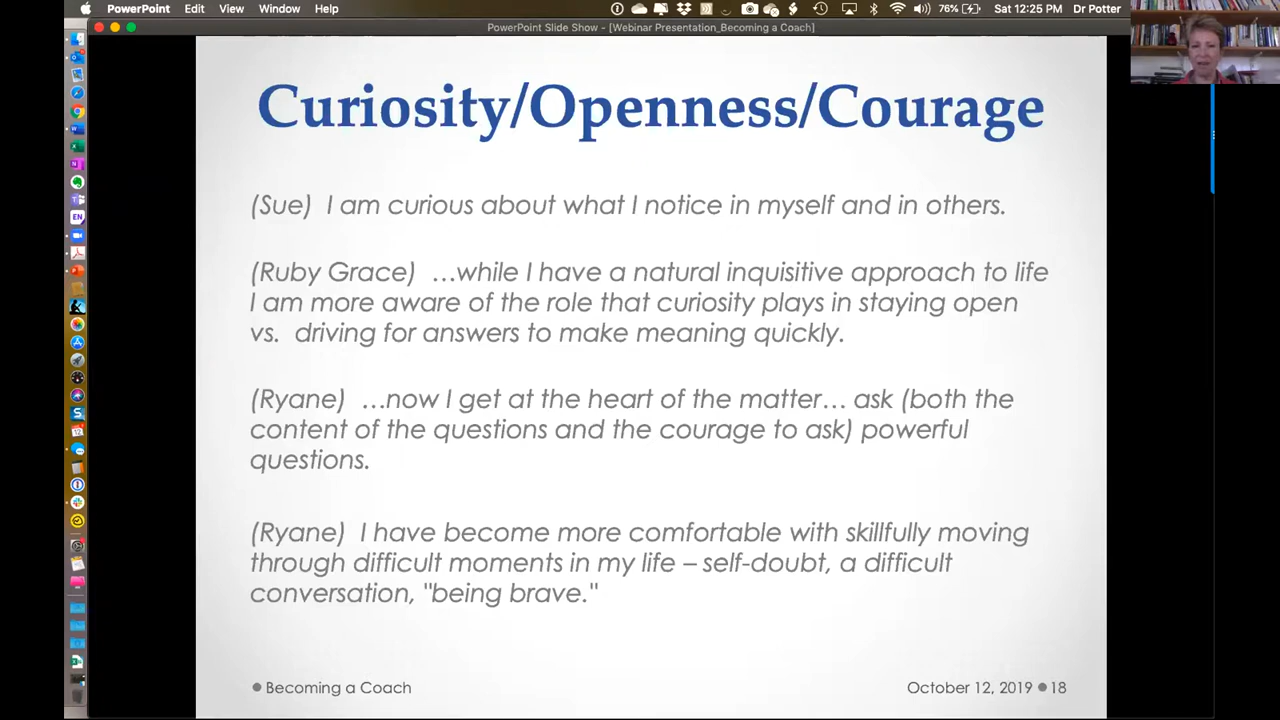 PowerPoint Edit View Window Help 76% Sat 12:25 PM Dr Potter
PowerPoint Slide Show - [Webinar Presentation_Becoming a Coach]
Curiosity/Openness/Courage
(Sue) I am curious about what I notice in myself and in others.
(Ruby Grace) …while I have a natural inquisitive approach to life
I am more aware of the role that curiosity plays in staying open
vs. driving for answers to make meaning quickly.
(Ryane) …now I get at the heart of the matter… ask (both the
content of the questions and the courage to ask) powerful
questions.
(Ryane) I have become more comfortable with skillfully moving
through difficult moments in my life – self-doubt, a difficult
conversation, "being brave."
Becoming a Coach
October 12, 2019 18